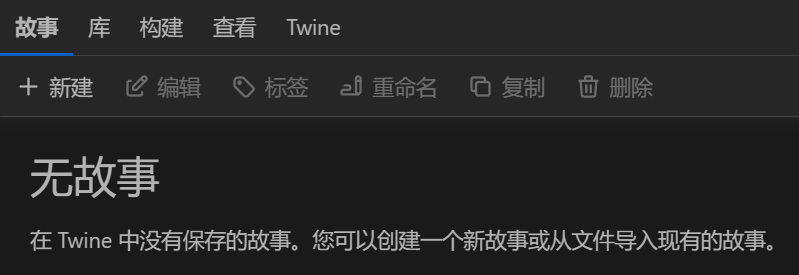 故事 库 构建 查看 Twine
新建 编辑 标签 重命名 复制 删除
无故事
在 Twine 中没有保存的故事。您可以创建一个新故事或从文件导入现有的故事。